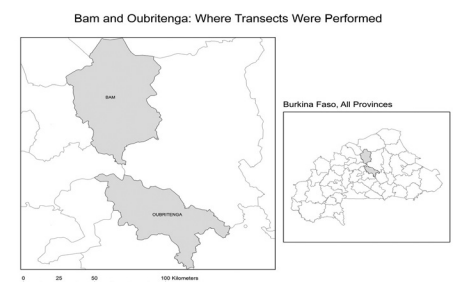 Bam and Oubritenga: Where Transects Were Performed
BAM
OUBRITENGA
0 25 50 100 Kilometers
Burkina Faso, All Provinces